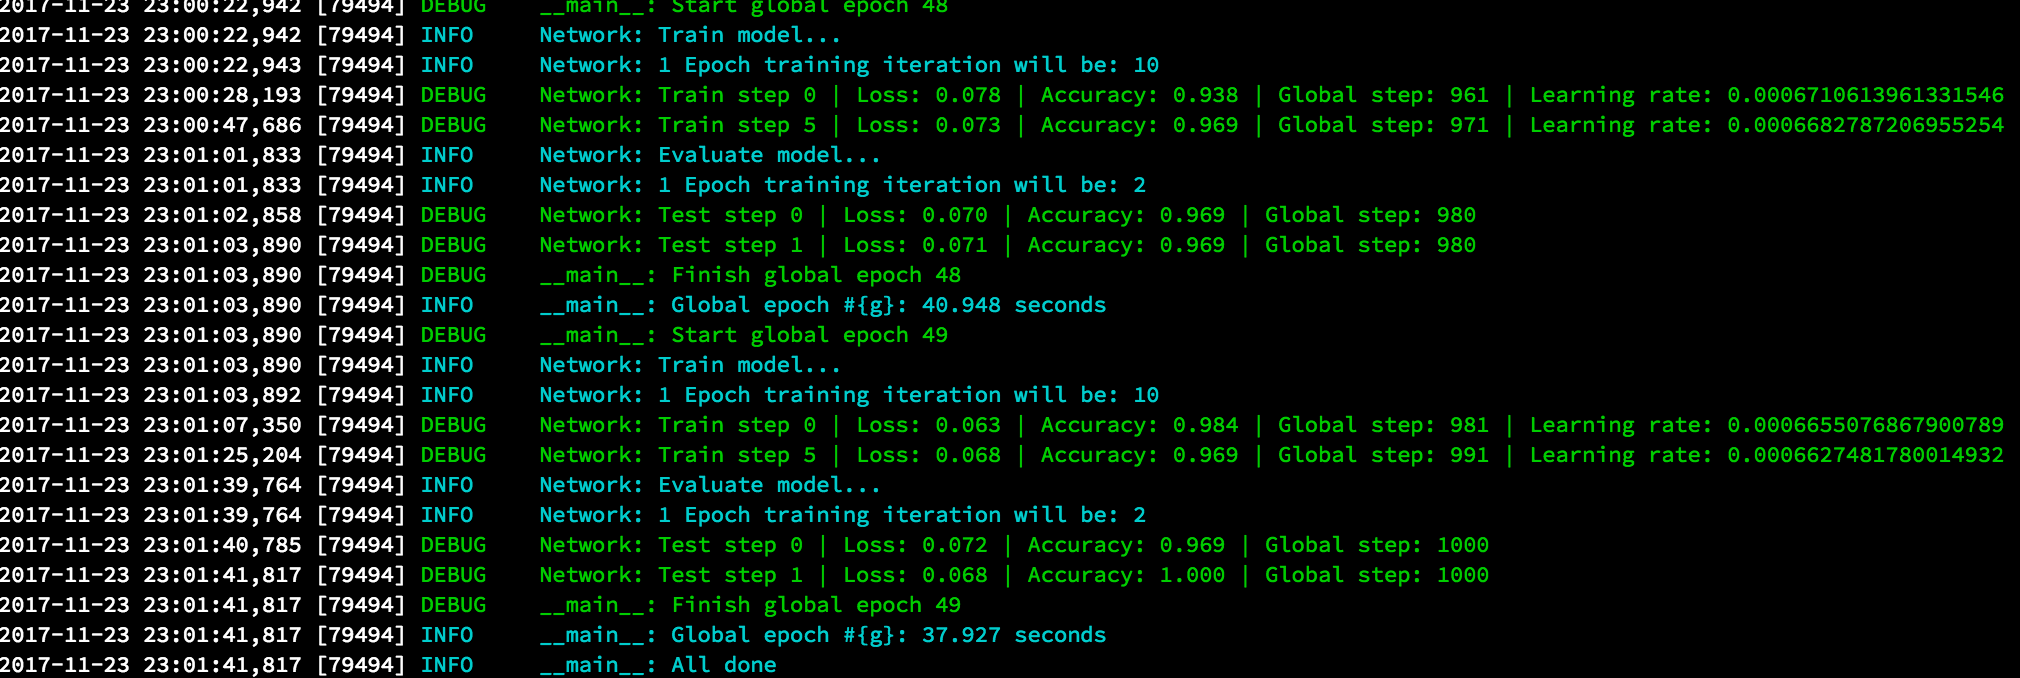 2017-11-23 23:00:22,942 [79494] DEBUG    __main__: Start global epoch 48
2017-11-23 23:00:22,942 [79494] INFO     Network: Train model...
2017-11-23 23:00:22,943 [79494] INFO     Network: 1 Epoch training iteration will be: 10
2017-11-23 23:00:28,193 [79494] DEBUG    Network: Train step 0 | Loss: 0.078 | Accuracy: 0.938 | Global step: 961 | Learning rate: 0.0006710613961331546
2017-11-23 23:00:47,686 [79494] DEBUG    Network: Train step 5 | Loss: 0.073 | Accuracy: 0.969 | Global step: 971 | Learning rate: 0.0006682787206955254
2017-11-23 23:01:01,833 [79494] INFO     Network: Evaluate model...
2017-11-23 23:01:01,833 [79494] INFO     Network: 1 Epoch training iteration will be: 2
2017-11-23 23:01:02,858 [79494] DEBUG    Network: Test step 0 | Loss: 0.070 | Accuracy: 0.969 | Global step: 980
2017-11-23 23:01:03,890 [79494] DEBUG    Network: Test step 1 | Loss: 0.071 | Accuracy: 0.969 | Global step: 980
2017-11-23 23:01:03,890 [79494] DEBUG    __main__: Finish global epoch 48
2017-11-23 23:01:03,890 [79494] INFO     __main__: Global epoch #{g}: 40.948 seconds
2017-11-23 23:01:03,890 [79494] DEBUG    __main__: Start global epoch 49
2017-11-23 23:01:03,890 [79494] INFO     Network: Train model...
2017-11-23 23:01:03,892 [79494] INFO     Network: 1 Epoch training iteration will be: 10
2017-11-23 23:01:07,350 [79494] DEBUG    Network: Train step 0 | Loss: 0.063 | Accuracy: 0.984 | Global step: 981 | Learning rate: 0.0006655076867900789
2017-11-23 23:01:25,204 [79494] DEBUG    Network: Train step 5 | Loss: 0.068 | Accuracy: 0.969 | Global step: 991 | Learning rate: 0.0006627481780014932
2017-11-23 23:01:39,764 [79494] INFO     Network: Evaluate model...
2017-11-23 23:01:39,764 [79494] INFO     Network: 1 Epoch training iteration will be: 2
2017-11-23 23:01:40,785 [79494] DEBUG    Network: Test step 0 | Loss: 0.072 | Accuracy: 0.969 | Global step: 1000
2017-11-23 23:01:41,817 [79494] DEBUG    Network: Test step 1 | Loss: 0.068 | Accuracy: 1.000 | Global step: 1000
2017-11-23 23:01:41,817 [79494] DEBUG    __main__: Finish global epoch 49
2017-11-23 23:01:41,817 [79494] INFO     __main__: Global epoch #{g}: 37.927 seconds
2017-11-23 23:01:41,817 [79494] INFO     __main__: All done